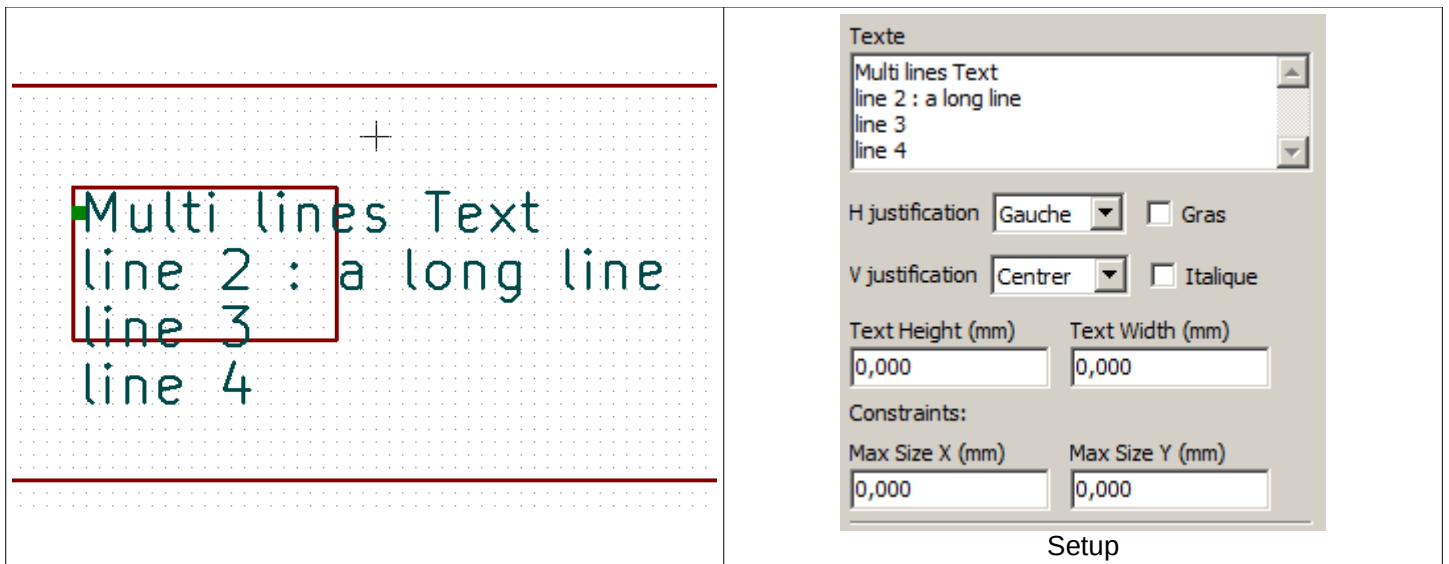 Multi lines Text
line 2 : a long line
line 3
line 4
Texte
Multi lines Text
line 2 : a long line
line 3
line 4
H justification Gauche Gras
V justification Centrer Italique
Text Height (mm) Text Width (mm)
0,000 0,000
Constraints:
Max Size X (mm) Max Size Y (mm)
0,000 0,000
Setup